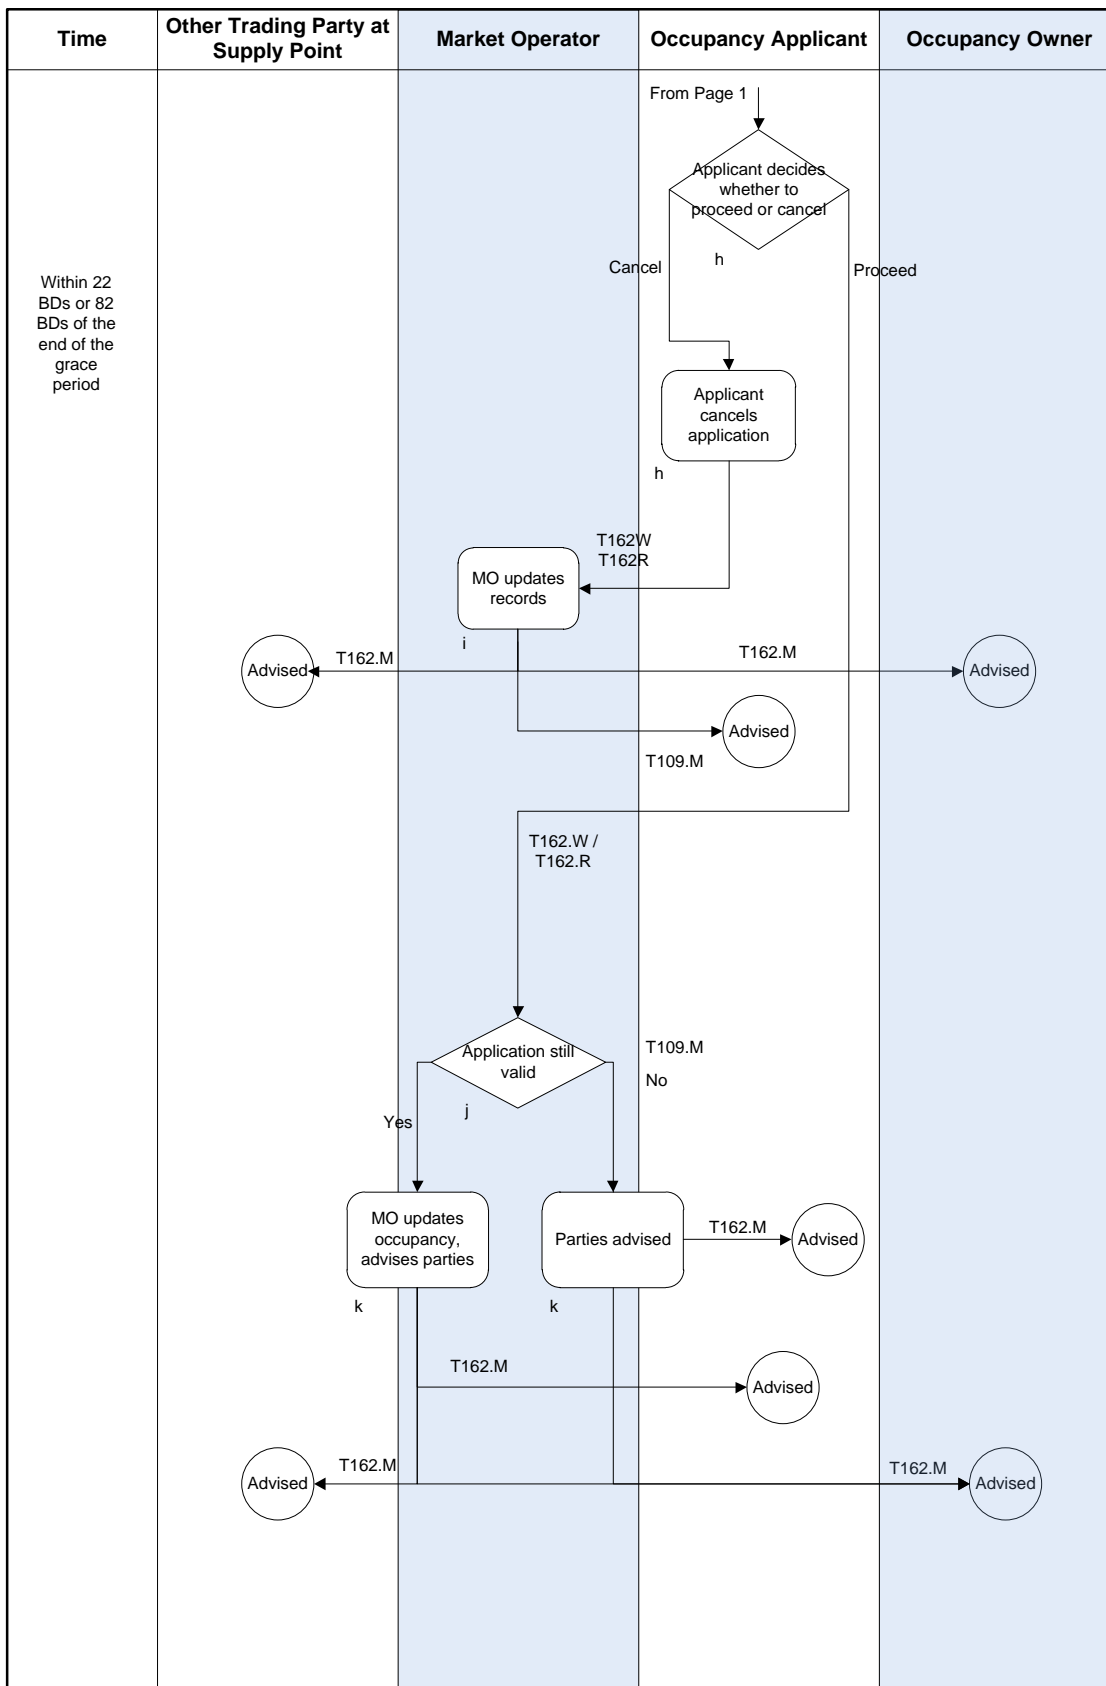 Time
Other Trading Party at
Supply Point
Market Operator
Occupancy Applicant
Occupancy Owner
From Page 1
Applicant decides
whether to
proceed or cancel
h
Cancel
Proceed
Within 22
BDs or 82
BDs of the
end of the
grace
period
Applicant
cancels
application
h
T162W
T162R
MO updates
records
i
Advised
T162.M
T162.M
Advised
Advised
T109.M
T162.W /
T162.R
Application still
valid
j
T109.M
No
Yes
MO updates
occupancy,
advises parties
k
Parties advised
k
T162.M
Advised
T162.M
Advised
Advised
T162.M
T162.M
Advised